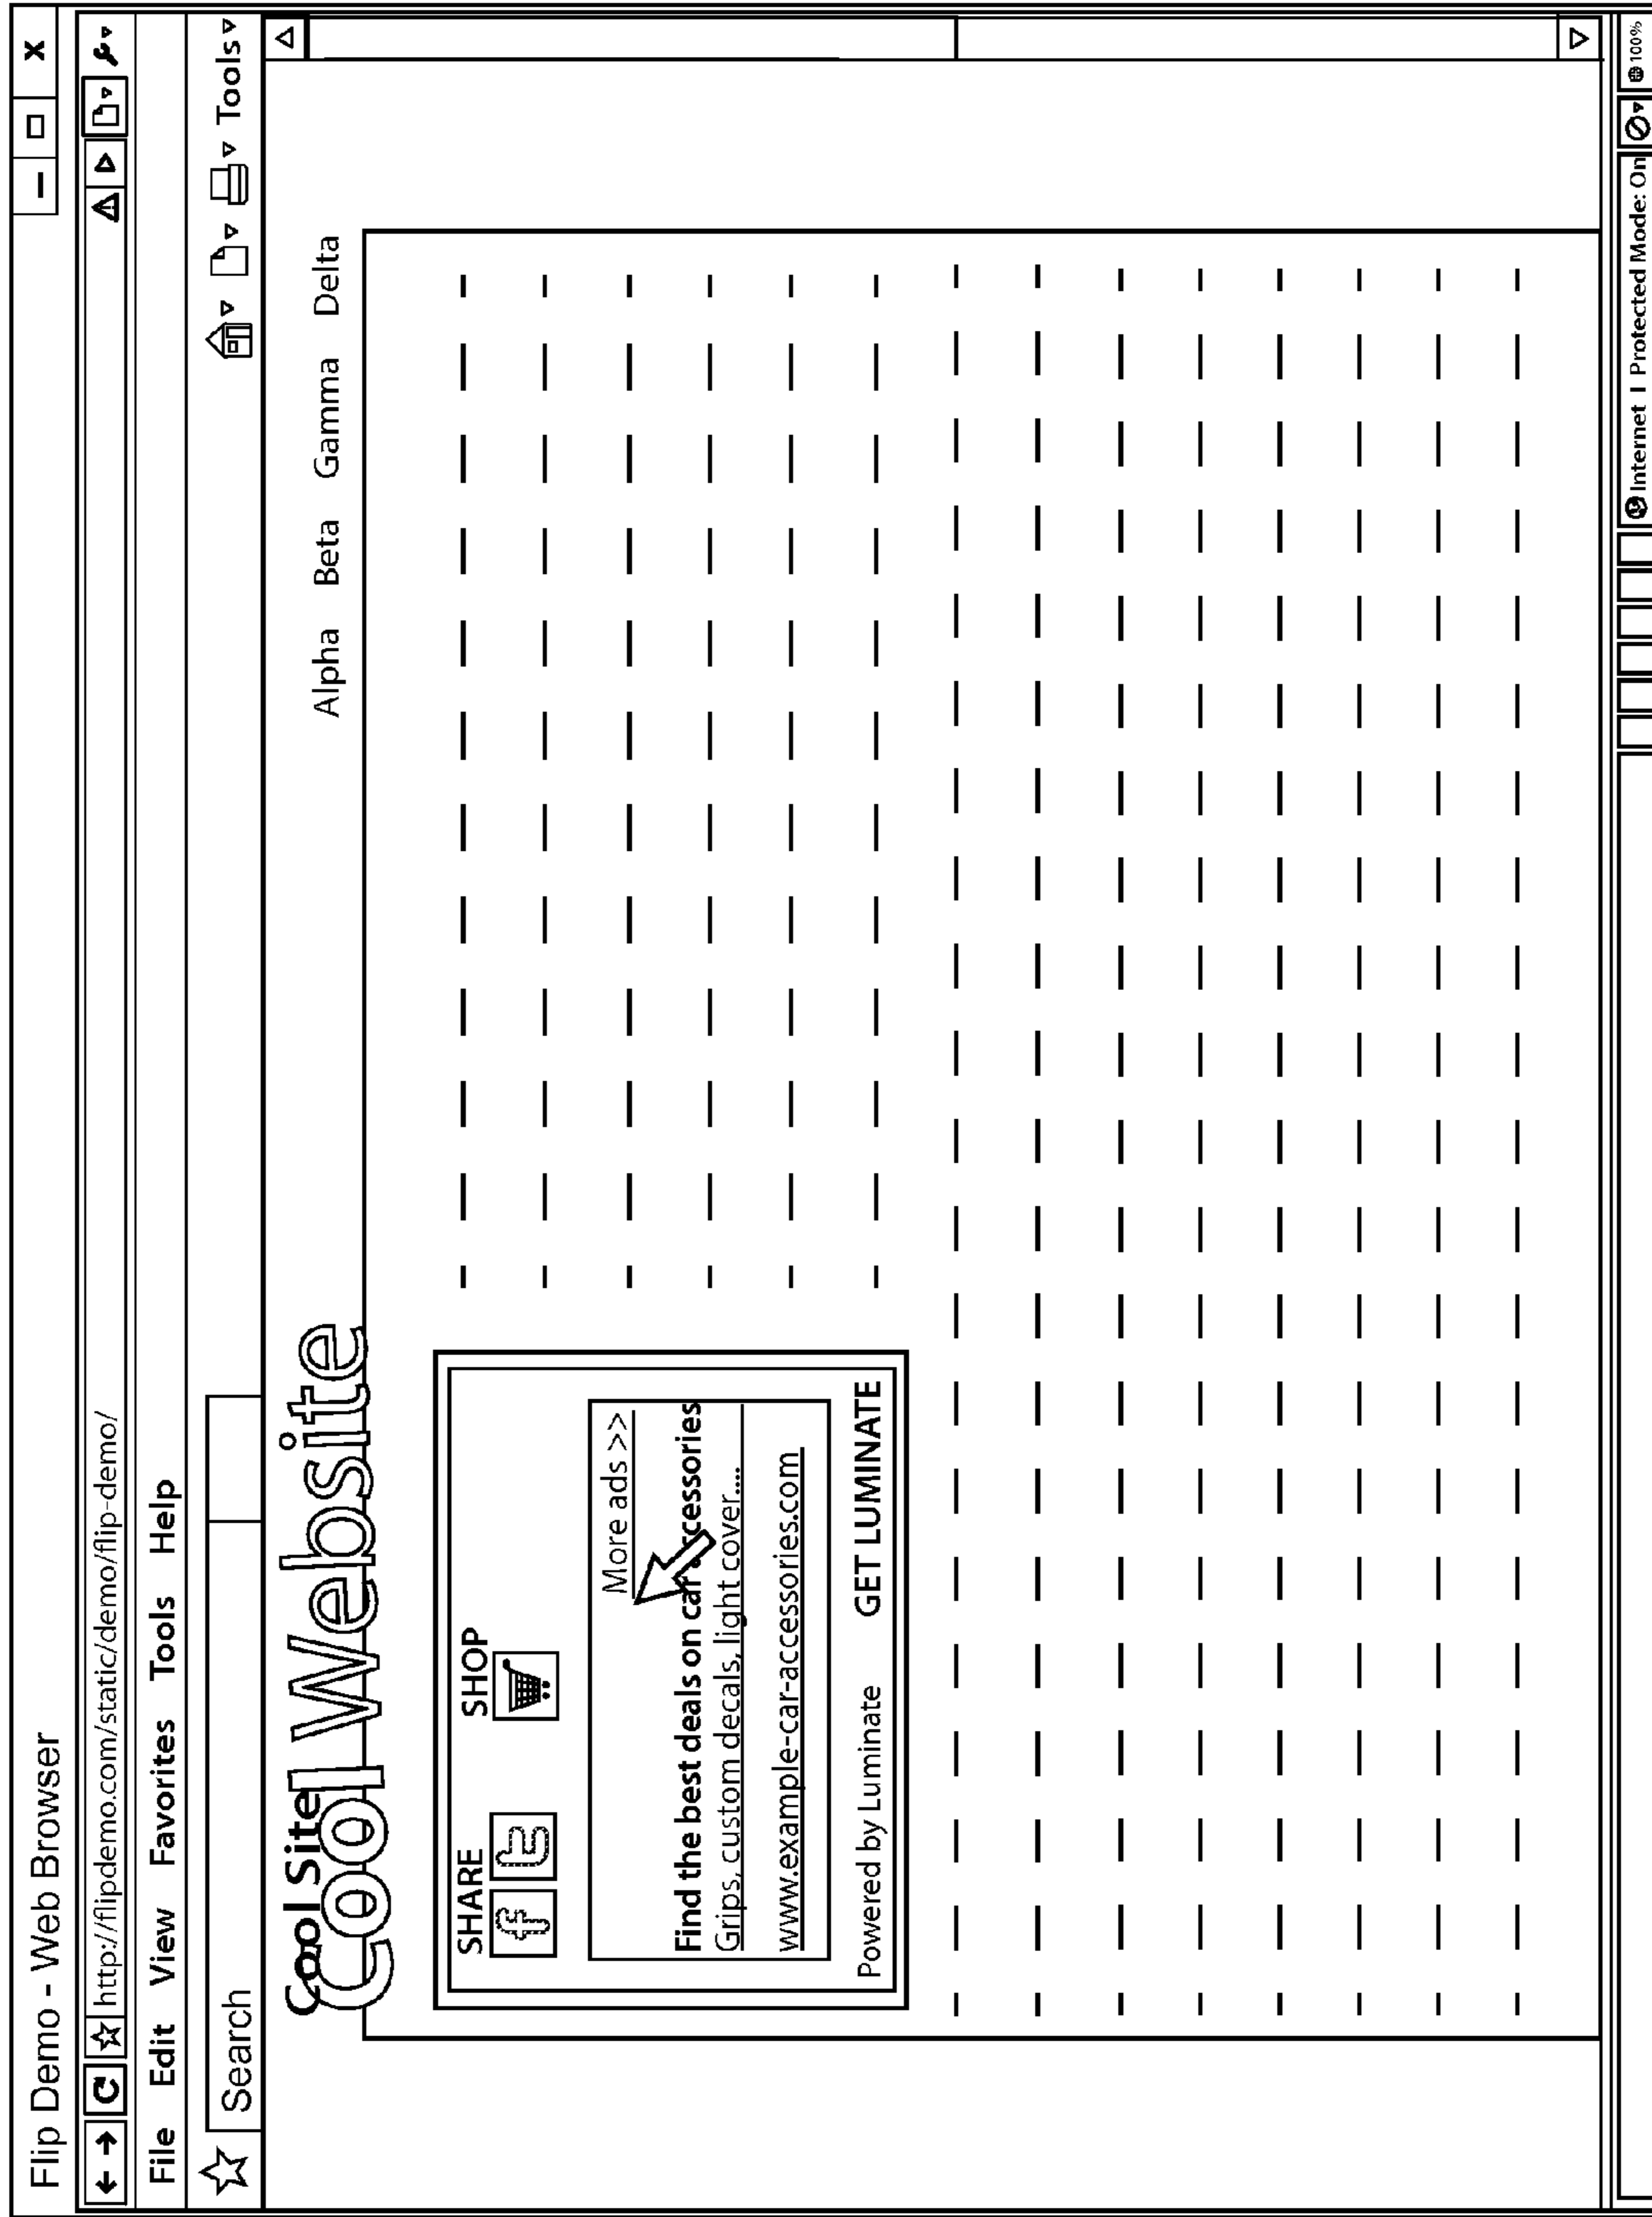 Flip Demo - Web Browser
http://flipdemo.com/static/demo/flip-demo/
File Edit View Favorites Tools Help
Search
Tools
Cool Site
Cool Website
Alpha Beta Gamma Delta
SHARE SHOP
f t
More ads >>
Find the best deals on car accessories
Grips, custom decals, light cover....
www.example-car-accessories.com
Powered by Luminate GET LUMINATE
Internet | Protected Mode: On 100%